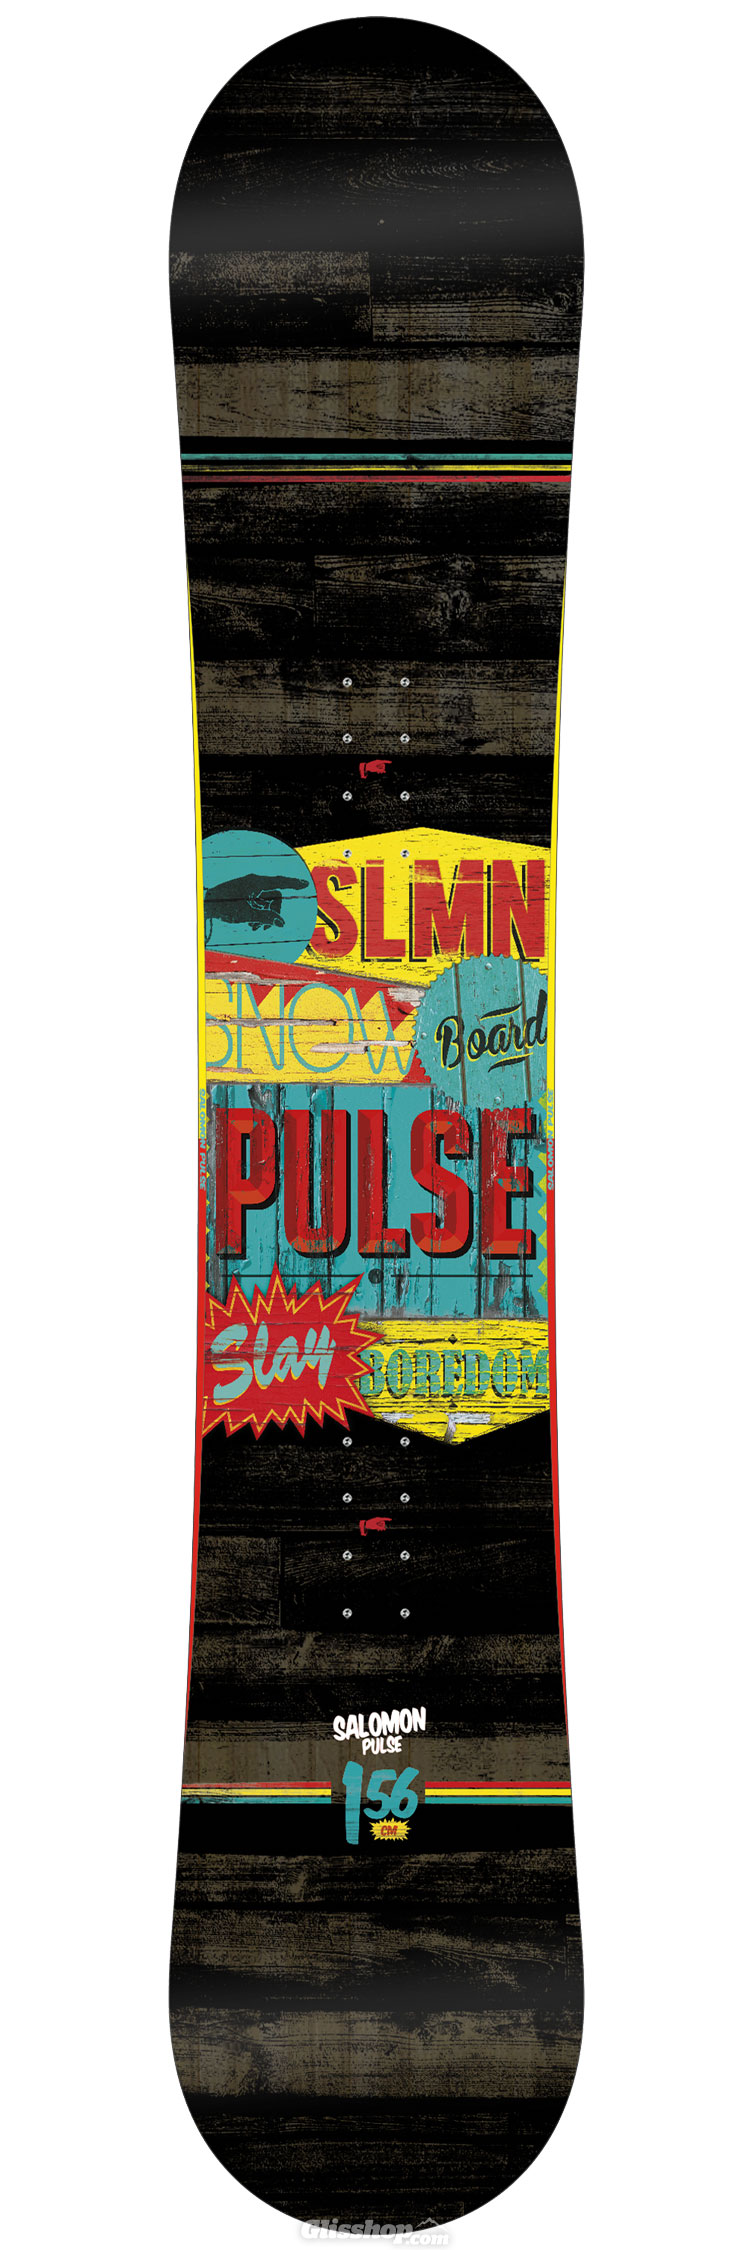 SLMN
SNOW Board
PULSE
SALOMON PULSE
SALOMON PULSE
Slay BOREDOM
SALOMON
PULSE
156
CM
Glisshop.com